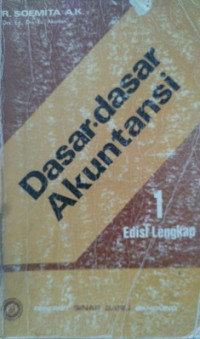 R. SOEMITA A.K.
Dasar-dasar
Akuntansi
1
Edisi Lengkap